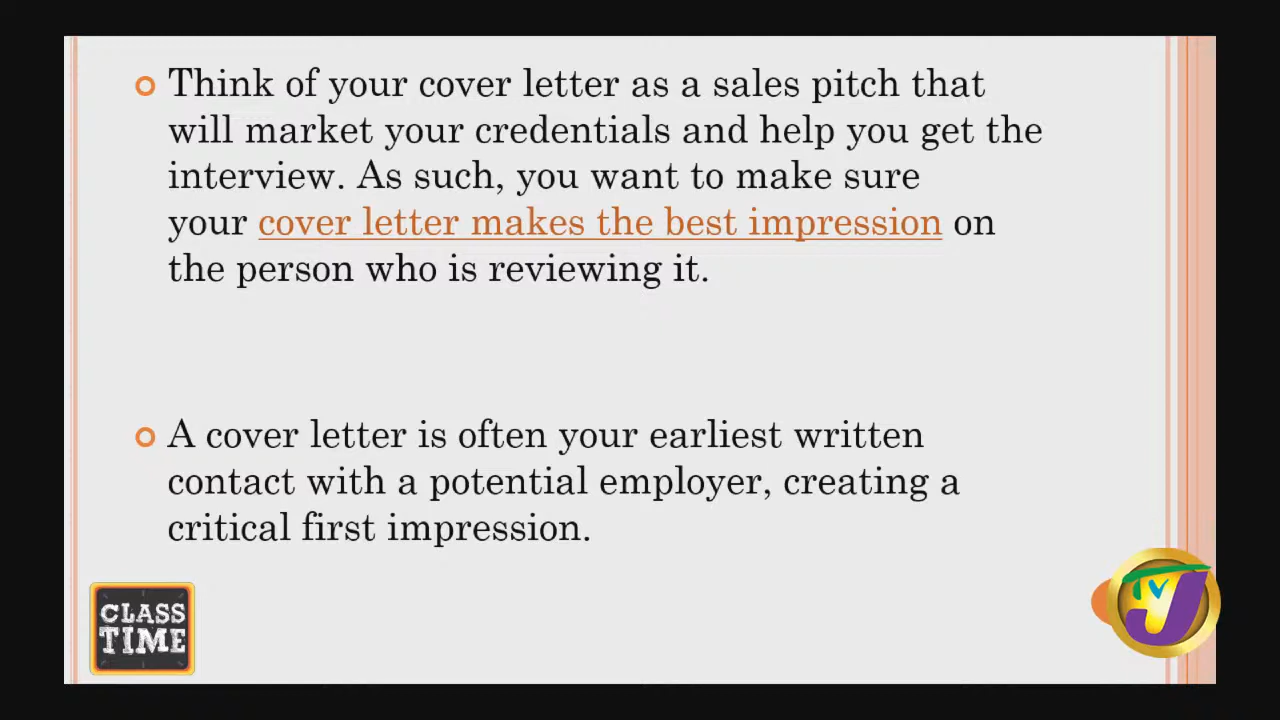 Think of your cover letter as a sales pitch that
will market your credentials and help you get the
interview. As such, you want to make sure
your cover letter makes the best impression on
the person who is reviewing it.
A cover letter is often your earliest written
contact with a potential employer, creating a
critical first impression.
CLASS
TIME
TVJ